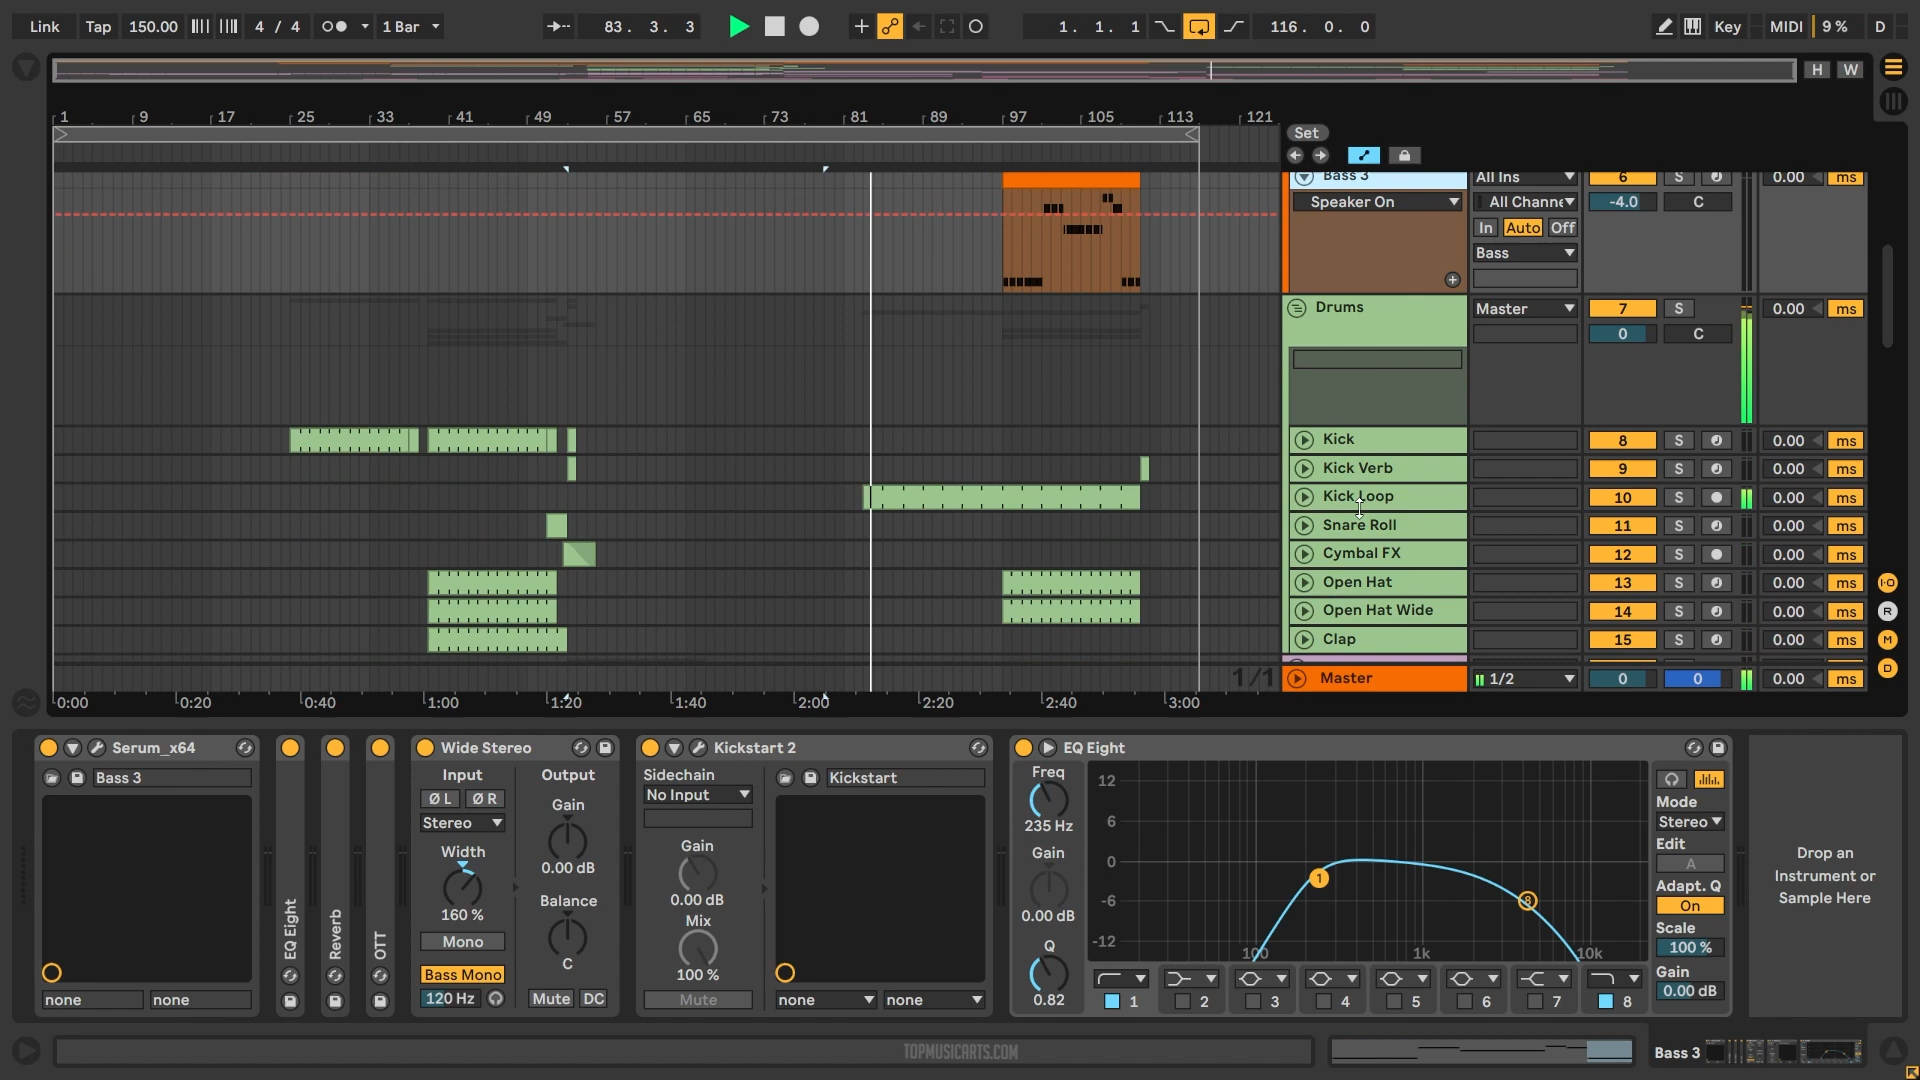 Link Tap 150.00 4 / 4 1 Bar 83. 3. 3 1. 1. 1 116. 0. 0 Key MIDI 9 % D
H W
1 9 17 25 33 41 49 57 65 73 81 89 97 105 113 121
Set
Bass 3 All Ins 6 S 0.00 ms
Speaker On All Channe -4.0 C
In Auto Off
Bass
Drums Master 7 S 0.00 ms
0 C
Kick 8 S 0.00 ms
Kick Verb 9 S 0.00 ms
Kick Loop 10 S 0.00 ms
Snare Roll 11 S 0.00 ms
Cymbal FX 12 S 0.00 ms
Open Hat 13 S 0.00 ms I-O
Open Hat Wide 14 S 0.00 ms R
Clap 15 S 0.00 ms M
1/1 Master 1/2 0 0 0.00 ms D
0:00 0:20 0:40 1:00 1:20 1:40 2:00 2:20 2:40 3:00
Serum_x64
Bass 3
none none
EQ Eight
Reverb
OTT
Wide Stereo
Input Output
Ø L Ø R
Gain
Stereo
Width
0.00 dB
160 %
Balance
Mono
Bass Mono C
120 Hz Mute DC
Kickstart 2
Sidechain
No Input
Kickstart
Gain
0.00 dB
Mix
100 %
Mute
none none
EQ Eight
Freq
235 Hz
Gain
0.00 dB
Q
0.82
12
6
0
-6
-12
100 1k 10k
1 8
1 2 3 4 5 6 7 8
Mode
Stereo
Edit
A
Adapt. Q
On
Scale
100 %
Gain
0.00 dB
Drop an
Instrument or
Sample Here
TOPMUSICARTS.COM
Bass 3